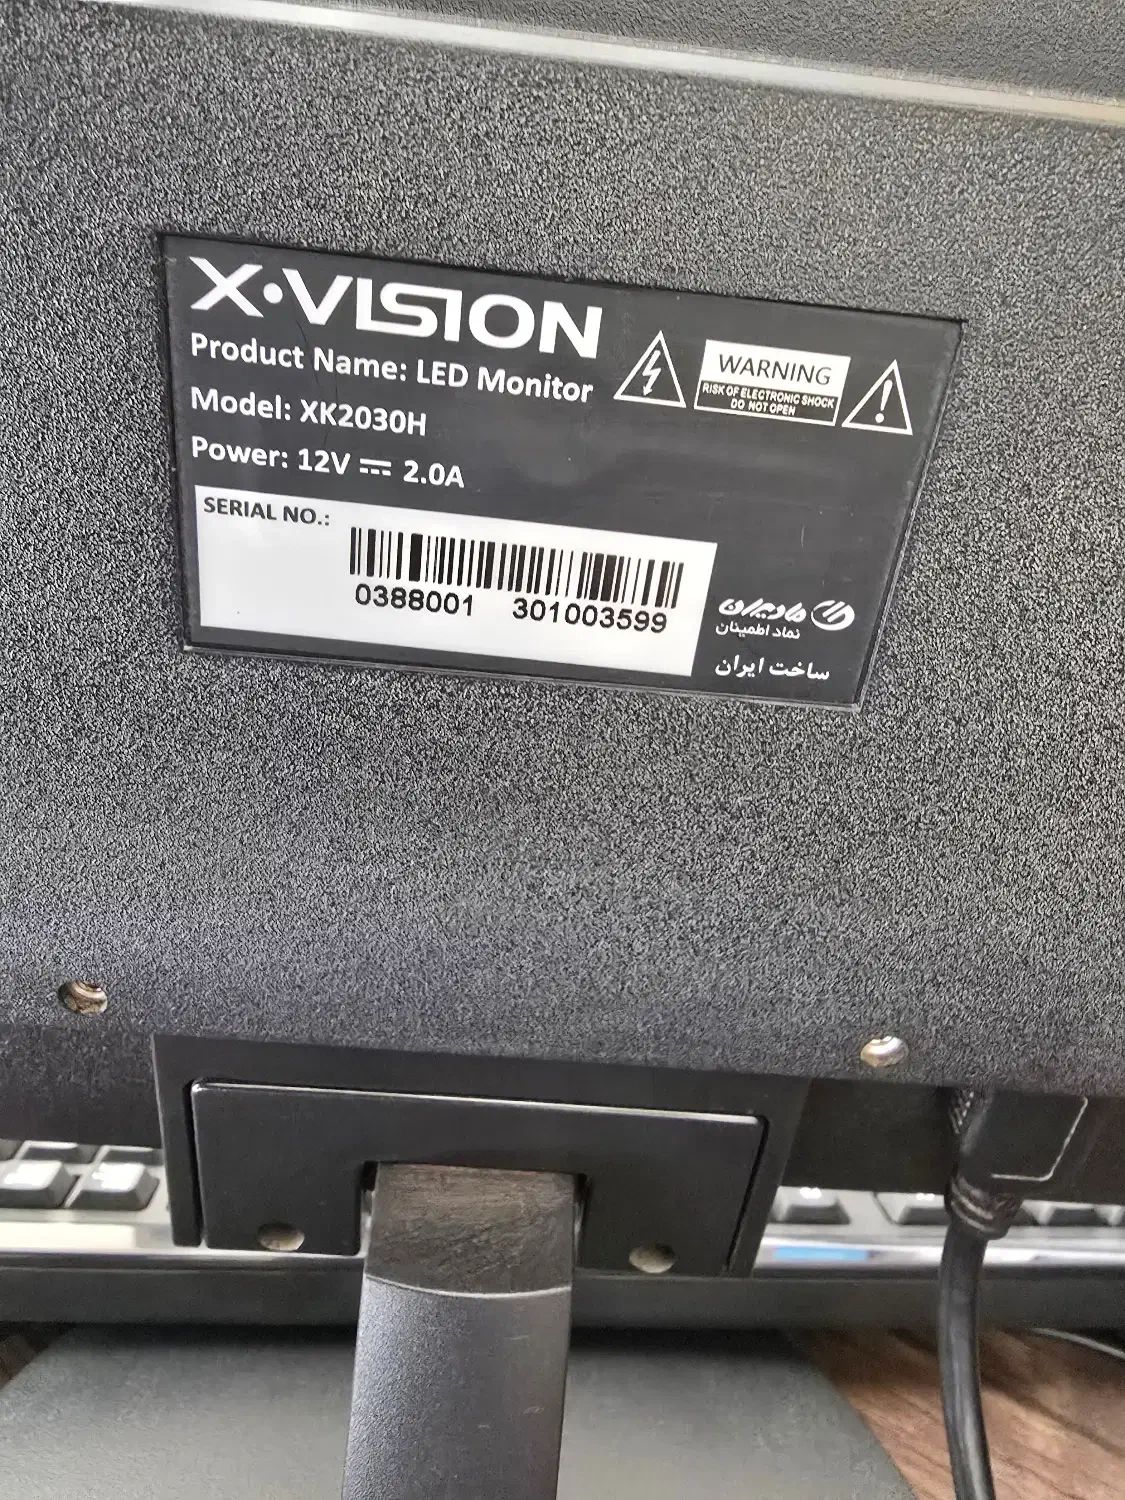 X·VISION
Product Name: LED Monitor
Model: XK2030H
Power: 12V ⎓ 2.0A
WARNING
RISK OF ELECTRONIC SHOCK
DO NOT OPEN
SERIAL NO.:
0388001 301003599
مادیران
نماد اطمینان
ساخت ایران